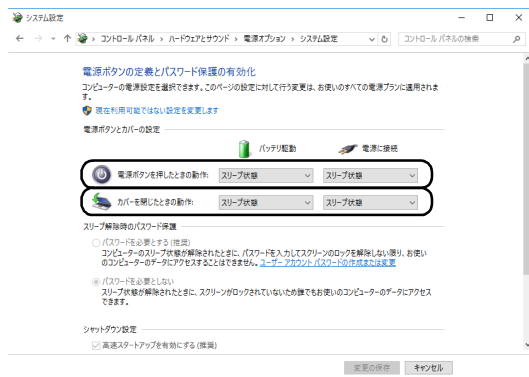 システム設定
コントロール パネル › ハードウェアとサウンド › 電源オプション › システム設定
コントロール パネルの検索
電源ボタンの定義とパスワード保護の有効化
コンピューターの電源設定を選択できます。このページの設定に対して行う変更は、お使いのすべての電源プランに適用されま
す。
現在利用可能ではない設定を変更します
電源ボタンとカバーの設定
バッテリ駆動 電源に接続
電源ボタンを押したときの動作: スリープ状態 スリープ状態
カバーを閉じたときの動作: スリープ状態 スリープ状態
スリープ解除時のパスワード保護
パスワードを必要とする (推奨)
コンピューターのスリープ状態が解除されたときに、パスワードを入力してスクリーンのロックを解除しない限り、お使い
のコンピューターのデータにアクセスすることはできません。ユーザー アカウント パスワードの作成または変更
パスワードを必要としない
スリープ状態が解除されたときに、スクリーンがロックされていないため誰でもお使いのコンピューターのデータにアクセス
できます。
シャットダウン設定
高速スタートアップを有効にする (推奨)
変更の保存 キャンセル